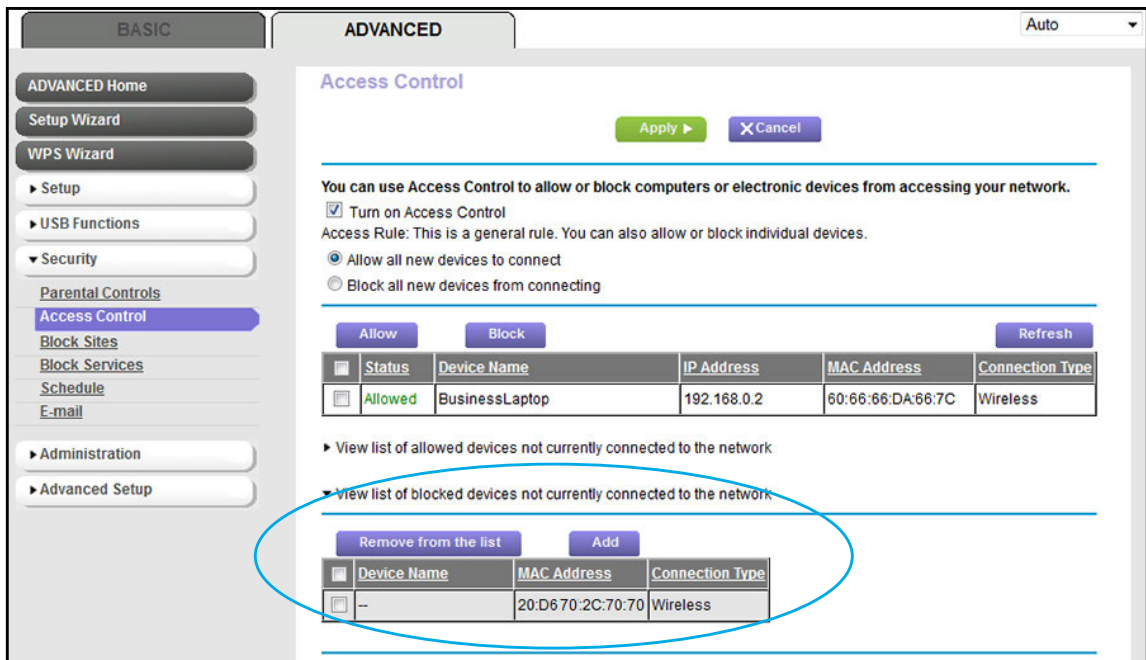 BASIC
ADVANCED
Auto
ADVANCED Home
Setup Wizard
WPS Wizard
Setup
USB Functions
Security
Parental Controls
Access Control
Block Sites
Block Services
Schedule
E-mail
Administration
Advanced Setup
Access Control
Apply
Cancel
You can use Access Control to allow or block computers or electronic devices from accessing your network.
Turn on Access Control
Access Rule: This is a general rule. You can also allow or block individual devices.
Allow all new devices to connect
Block all new devices from connecting
Allow Block Refresh
Status Device Name IP Address MAC Address Connection Type
Allowed BusinessLaptop 192.168.0.2 60:66:66:DA:66:7C Wireless
View list of allowed devices not currently connected to the network
View list of blocked devices not currently connected to the network
Remove from the list Add
Device Name MAC Address Connection Type
-- 20:D670:2C:70:70 Wireless